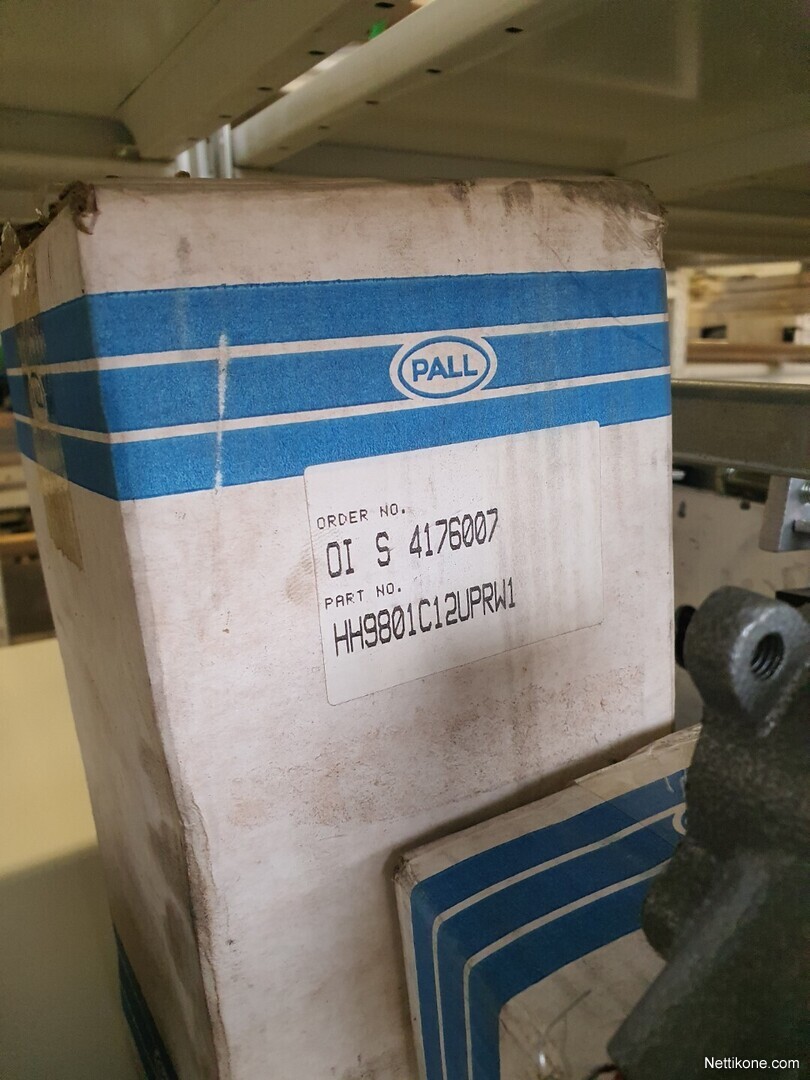 PALL
ORDER NO.
OI S 4176007
PART NO.
HH9801C12UPRW1
Nettikone.com